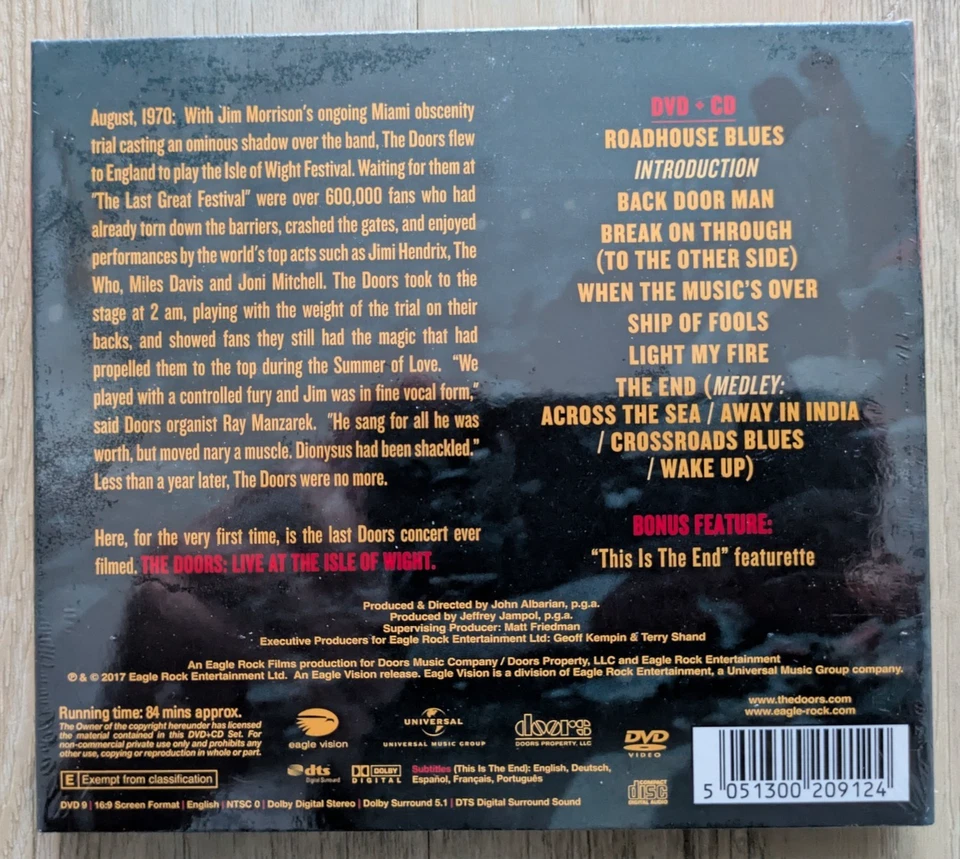 August, 1970: With Jim Morrison's ongoing Miami obscenity
trial casting an ominous shadow over the band, The Doors flew
to England to play the Isle of Wight Festival. Waiting for them at
"The Last Great Festival" were over 600,000 fans who had
already torn down the barriers, crashed the gates, and enjoyed
performances by the world's top acts such as Jimi Hendrix, The
Who, Miles Davis and Joni Mitchell. The Doors took to the
stage at 2 am, playing with the weight of the trial on their
backs, and showed fans they still had the magic that had
propelled them to the top during the Summer of Love. "We
played with a controlled fury and Jim was in fine vocal form,"
said Doors organist Ray Manzarek. "He sang for all he was
worth, but moved nary a muscle. Dionysus had been shackled."
Less than a year later, The Doors were no more.
Here, for the very first time, is the last Doors concert ever
filmed, THE DOORS: LIVE AT THE ISLE OF WIGHT.
DVD + CD
ROADHOUSE BLUES
INTRODUCTION
BACK DOOR MAN
BREAK ON THROUGH
(TO THE OTHER SIDE)
WHEN THE MUSIC'S OVER
SHIP OF FOOLS
LIGHT MY FIRE
THE END (MEDLEY:
ACROSS THE SEA / AWAY IN INDIA
/ CROSSROADS BLUES
/ WAKE UP)
BONUS FEATURE:
"This Is The End" featurette
Produced & Directed by John Albarian, p.g.a.
Produced by Jeffrey Jampol, p.g.a.
Supervising Producer: Matt Friedman
Executive Producers for Eagle Rock Entertainment Ltd: Geoff Kempin & Terry Shand
An Eagle Rock Films production for Doors Music Company / Doors Property, LLC and Eagle Rock Entertainment
℗ & © 2017 Eagle Rock Entertainment Ltd. An Eagle Vision release. Eagle Vision is a division of Eagle Rock Entertainment, a Universal Music Group company.
Running time: 84 mins approx.
The Owner of the copyright hereunder has licensed
the material contained in this DVD+CD Set. For
non-commercial private use only and prohibits any
other use, copying or reproduction in whole or part.
E Exempt from classification
eagle vision
UNIVERSAL
UNIVERSAL MUSIC GROUP
doors
DOORS PROPERTY, LLC
DVD
VIDEO
www.thedoors.com
www.eagle-rock.com
dts
Digital Surround
DOLBY
DIGITAL
Subtitles (This Is The End): English, Deutsch,
Español, Français, Português
COMPACT
disc
DIGITAL AUDIO
5 051300 209124
DVD 9 | 16:9 Screen Format | English | NTSC 0 | Dolby Digital Stereo | Dolby Surround 5.1 | DTS Digital Surround Sound